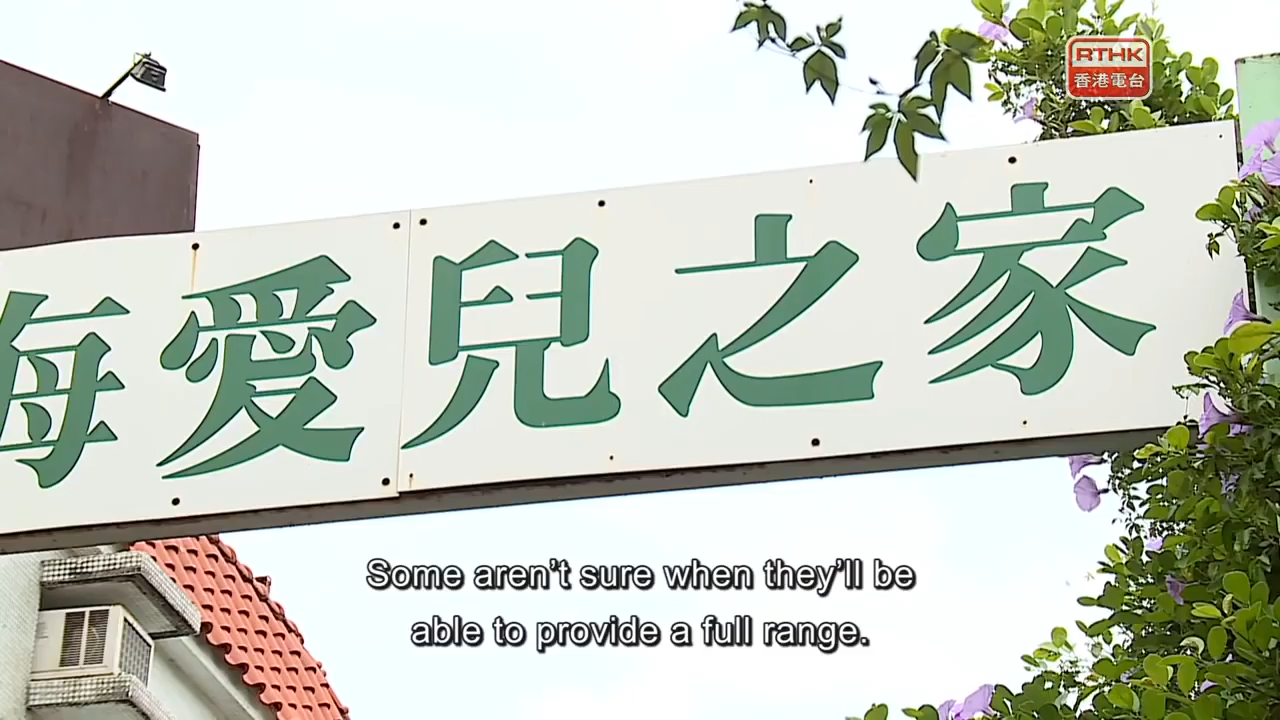 RTHK
香港電台
愛兒之家
Some aren't sure when they'll be
able to provide a full range.